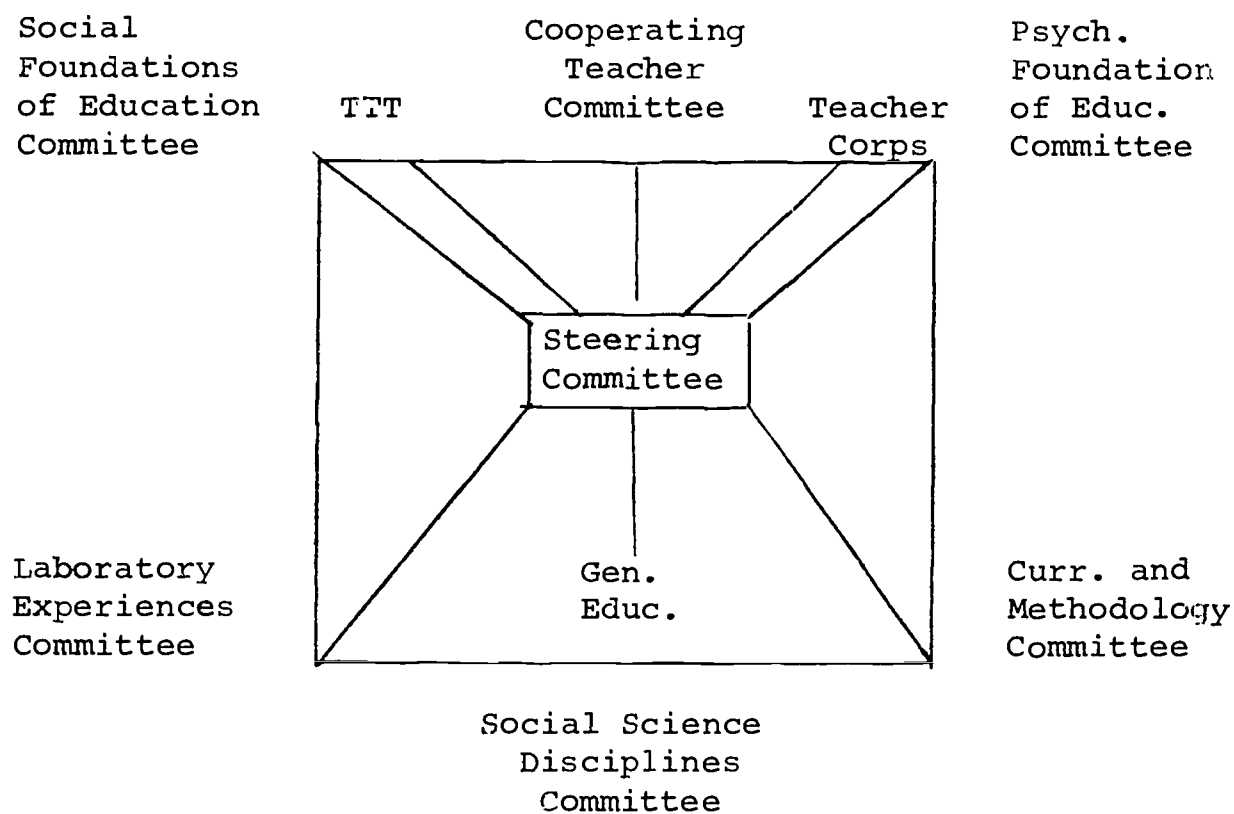 Social
Foundations
of Education
Committee
TTT
Cooperating
Teacher
Committee
Teacher
Corps
Psych.
Foundation
of Educ.
Committee
Steering
Committee
Laboratory
Experiences
Committee
Gen.
Educ.
Curr. and
Methodology
Committee
Social Science
Disciplines
Committee